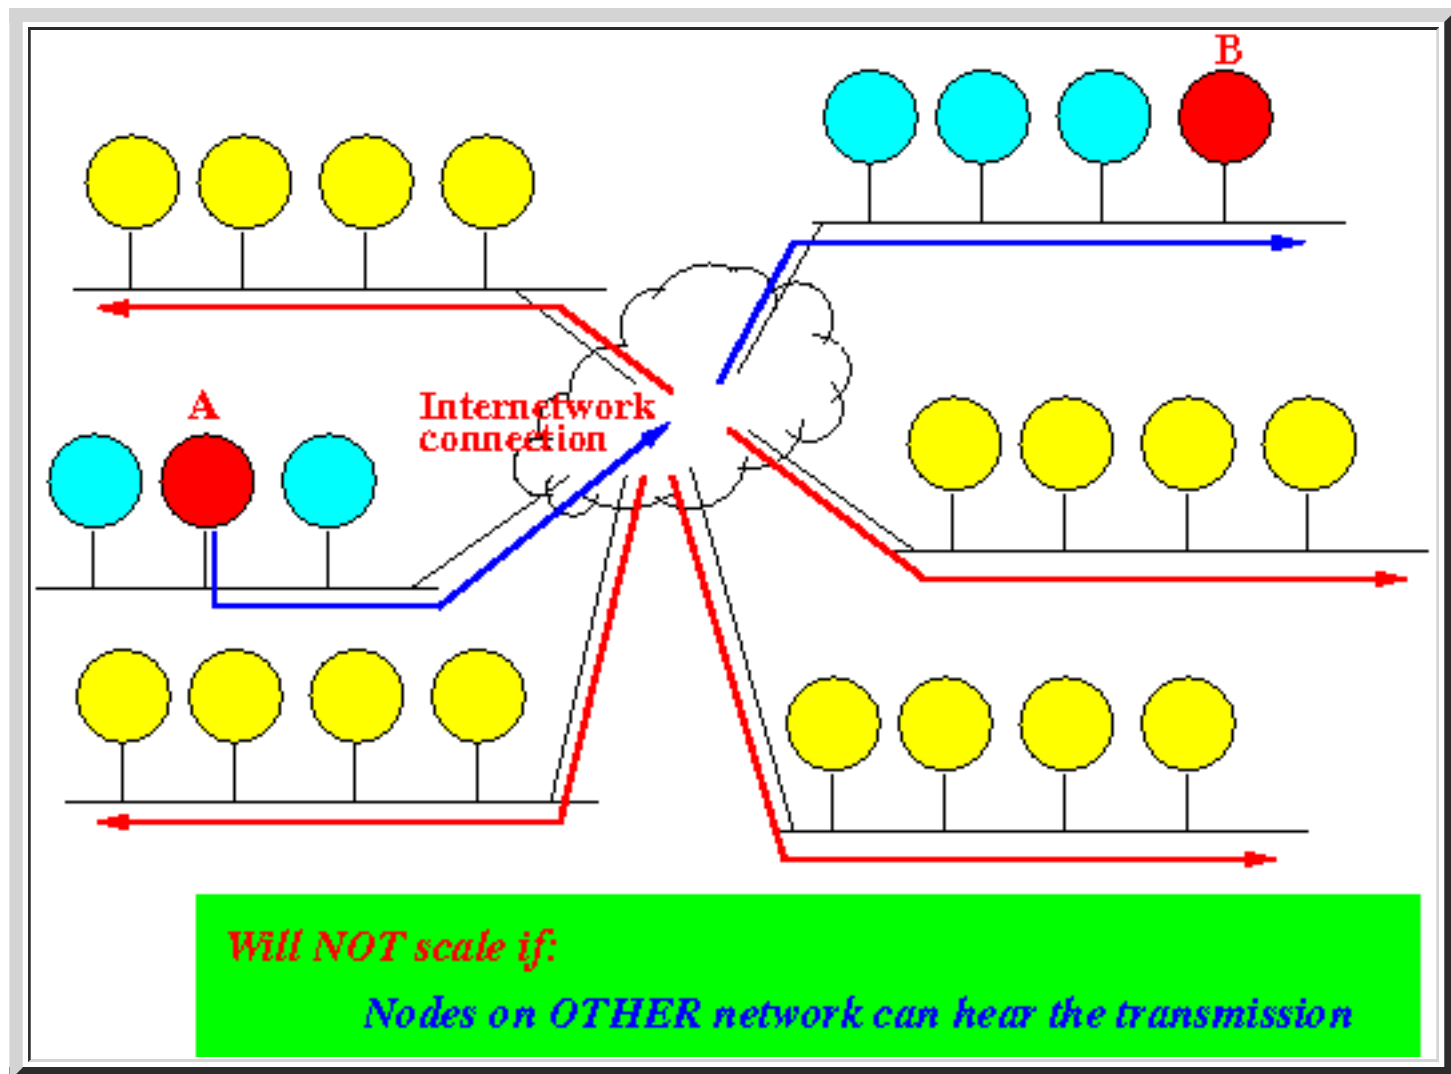 B
A
Internetwork
connection
Will NOT scale if:
Nodes on OTHER network can hear the transmission